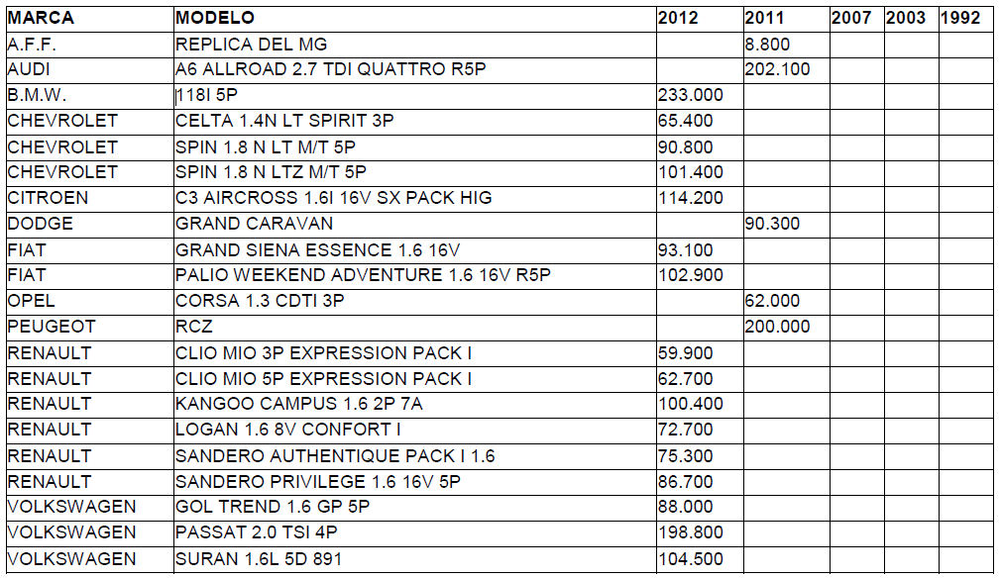 MARCA MODELO 2012 2011 2007 2003 1992
A.F.F. REPLICA DEL MG 8.800
AUDI A6 ALLROAD 2.7 TDI QUATTRO R5P 202.100
B.M.W. 118I 5P 233.000
CHEVROLET CELTA 1.4N LT SPIRIT 3P 65.400
CHEVROLET SPIN 1.8 N LT M/T 5P 90.800
CHEVROLET SPIN 1.8 N LTZ M/T 5P 101.400
CITROEN C3 AIRCROSS 1.6I 16V SX PACK HIG 114.200
DODGE GRAND CARAVAN 90.300
FIAT GRAND SIENA ESSENCE 1.6 16V 93.100
FIAT PALIO WEEKEND ADVENTURE 1.6 16V R5P 102.900
OPEL CORSA 1.3 CDTI 3P 62.000
PEUGEOT RCZ 200.000
RENAULT CLIO MIO 3P EXPRESSION PACK I 59.900
RENAULT CLIO MIO 5P EXPRESSION PACK I 62.700
RENAULT KANGOO CAMPUS 1.6 2P 7A 100.400
RENAULT LOGAN 1.6 8V CONFORT I 72.700
RENAULT SANDERO AUTHENTIQUE PACK I 1.6 75.300
RENAULT SANDERO PRIVILEGE 1.6 16V 5P 86.700
VOLKSWAGEN GOL TREND 1.6 GP 5P 88.000
VOLKSWAGEN PASSAT 2.0 TSI 4P 198.800
VOLKSWAGEN SURAN 1.6L 5D 891 104.500